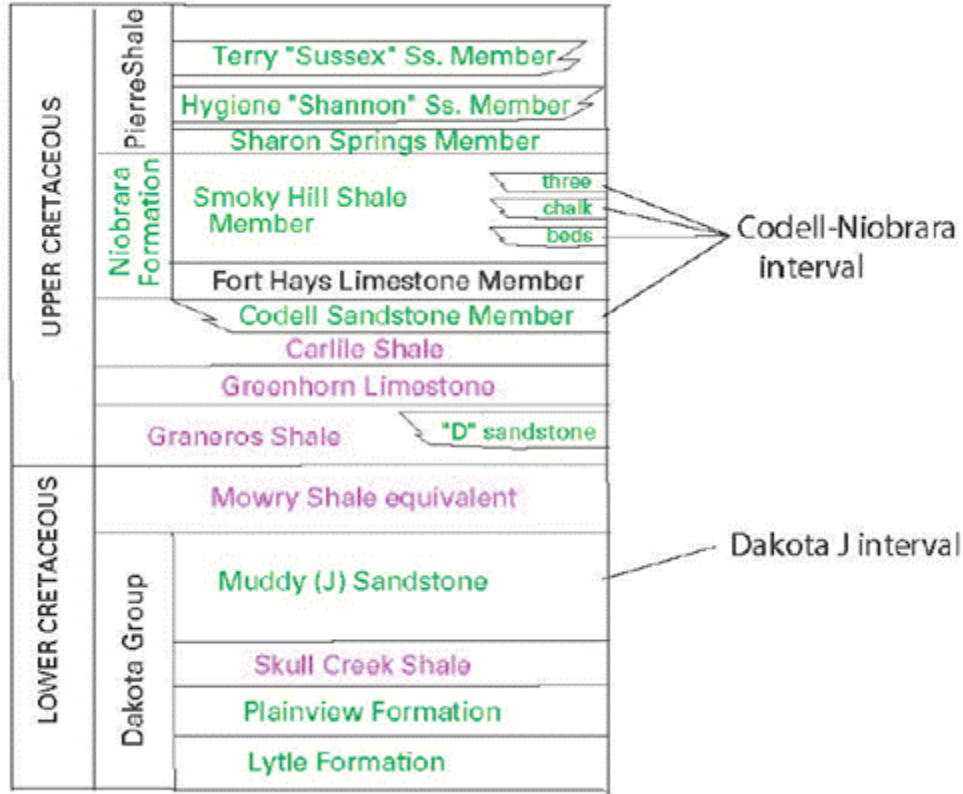 UPPER CRETACEOUS
PierreShale
Terry "Sussex" Ss. Member
Hygiene "Shannon" Ss. Member
Sharon Springs Member
Niobrara
Formation
Smoky Hill Shale
Member
three
chalk
beds
Codell-Niobrara
interval
Fort Hays Limestone Member
Codell Sandstone Member
Carlile Shale
Greenhorn Limestone
Graneros Shale
"D" sandstone
LOWER CRETACEOUS
Mowry Shale equivalent
Dakota Group
Muddy (J) Sandstone
Dakota J interval
Skull Creek Shale
Plainview Formation
Lytle Formation